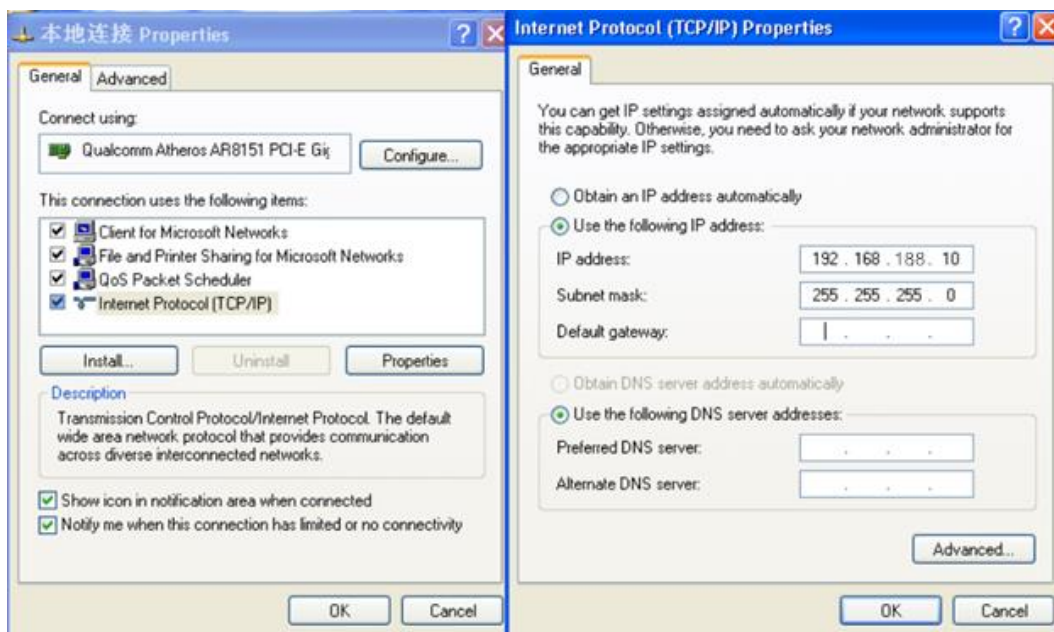 本地连接 Properties
General
Advanced
Connect using:
Qualcomm Atheros AR8151 PCI-E Gig
Configure...
This connection uses the following items:
Client for Microsoft Networks
File and Printer Sharing for Microsoft Networks
QoS Packet Scheduler
Internet Protocol (TCP/IP)
Install...
Uninstall
Properties
Description
Transmission Control Protocol/Internet Protocol. The default
wide area network protocol that provides communication
across diverse interconnected networks.
Show icon in notification area when connected
Notify me when this connection has limited or no connectivity
OK
Cancel
Internet Protocol (TCP/IP) Properties
General
You can get IP settings assigned automatically if your network supports
this capability. Otherwise, you need to ask your network administrator for
the appropriate IP settings.
Obtain an IP address automatically
Use the following IP address:
IP address:
192 . 168 . 188 . 10
Subnet mask:
255 . 255 . 255 . 0
Default gateway:
. . .
Obtain DNS server address automatically
Use the following DNS server addresses:
Preferred DNS server:
. . .
Alternate DNS server:
. . .
Advanced...
OK
Cancel